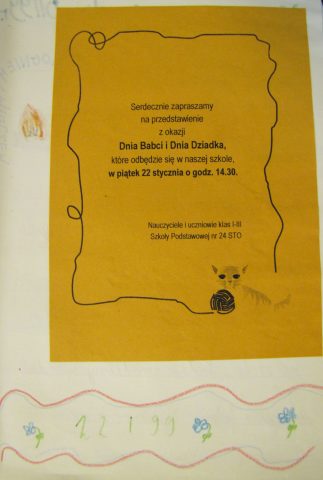 Serdecznie zapraszamy
na przedstawienie
z okazji
Dnia Babci i Dnia Dziadka,
które odbędzie się w naszej szkole,
w piątek 22 stycznia o godz. 14.30.
Nauczyciele i uczniowie klas I-III
Szkoły Podstawowej nr 24 STO
22 i 99